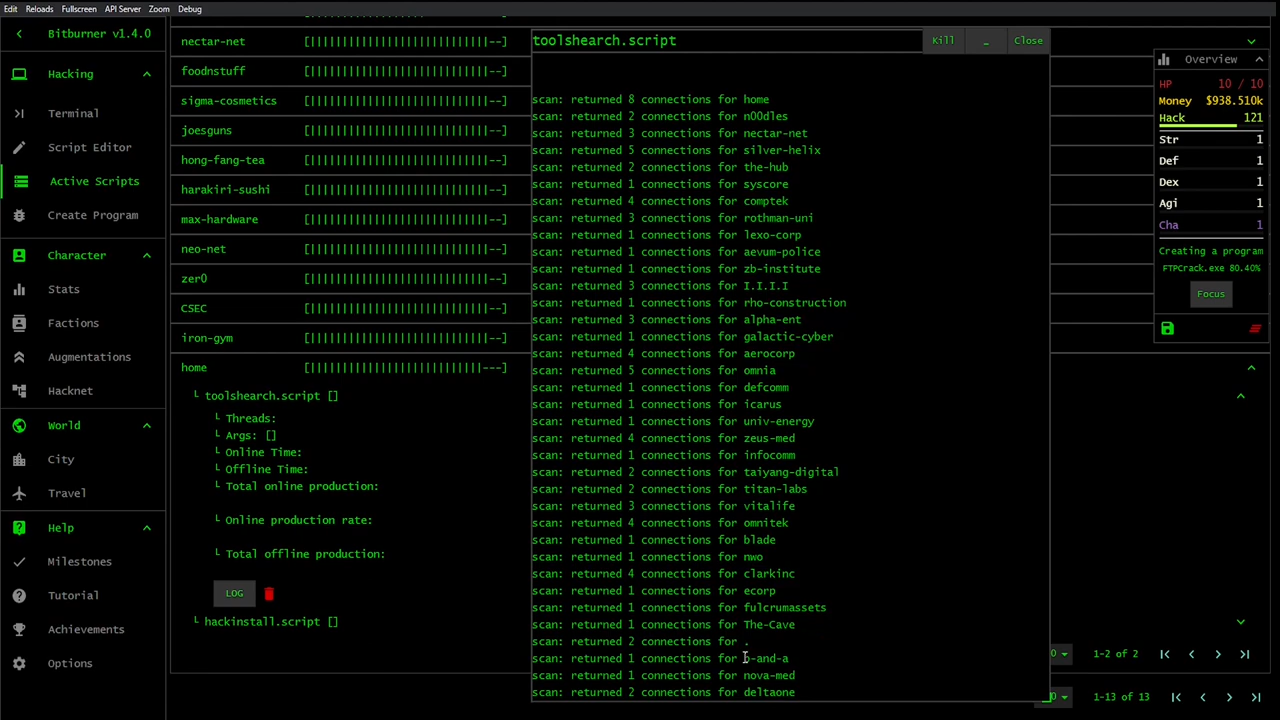 Edit Reloads Fullscreen API Server Zoom Debug
Bitburner v1.4.0
Hacking
Terminal
Script Editor
Active Scripts
Create Program
Character
Stats
Factions
Augmentations
Hacknet
World
City
Travel
Help
Milestones
Tutorial
Achievements
Options
nectar-net [||||||||||||||||||||||||||--]
foodnstuff [||||||||||||||||||||||||||--]
sigma-cosmetics [||||||||||||||||||||||||||--]
joesguns [||||||||||||||||||||||||||--]
hong-fang-tea [||||||||||||||||||||||||||--]
harakiri-sushi [||||||||||||||||||||||||||--]
max-hardware [||||||||||||||||||||||||||--]
neo-net [||||||||||||||||||||||||||--]
zer0 [||||||||||||||||||||||||||--]
CSEC [||||||||||||||||||||||||||--]
iron-gym [||||||||||||||||||||||||||--]
home [|||||||||||||||||||||||||---]
└ toolshearch.script []
└ Threads:
└ Args: []
└ Online Time:
└ Offline Time:
└ Total online production:
└ Online production rate:
└ Total offline production:
LOG
└ hackinstall.script []
toolshearch.script Kill _ Close
scan: returned 8 connections for home
scan: returned 2 connections for n00dles
scan: returned 3 connections for nectar-net
scan: returned 5 connections for silver-helix
scan: returned 2 connections for the-hub
scan: returned 1 connections for syscore
scan: returned 4 connections for comptek
scan: returned 3 connections for rothman-uni
scan: returned 1 connections for lexo-corp
scan: returned 1 connections for aevum-police
scan: returned 1 connections for zb-institute
scan: returned 3 connections for I.I.I.I
scan: returned 1 connections for rho-construction
scan: returned 3 connections for alpha-ent
scan: returned 1 connections for galactic-cyber
scan: returned 4 connections for aerocorp
scan: returned 5 connections for omnia
scan: returned 1 connections for defcomm
scan: returned 1 connections for icarus
scan: returned 1 connections for univ-energy
scan: returned 4 connections for zeus-med
scan: returned 1 connections for infocomm
scan: returned 2 connections for taiyang-digital
scan: returned 2 connections for titan-labs
scan: returned 3 connections for vitalife
scan: returned 4 connections for omnitek
scan: returned 1 connections for blade
scan: returned 1 connections for nwo
scan: returned 4 connections for clarkinc
scan: returned 1 connections for ecorp
scan: returned 1 connections for fulcrumassets
scan: returned 1 connections for The-Cave
scan: returned 2 connections for .
scan: returned 1 connections for b-and-a
scan: returned 1 connections for nova-med
scan: returned 2 connections for deltaone
Overview
HP 10 / 10
Money $938.510k
Hack 121
Str 1
Def 1
Dex 1
Agi 1
Cha 1
Creating a program
FTPCrack.exe 80.40%
Focus
0 1-2 of 2
0 1-13 of 13